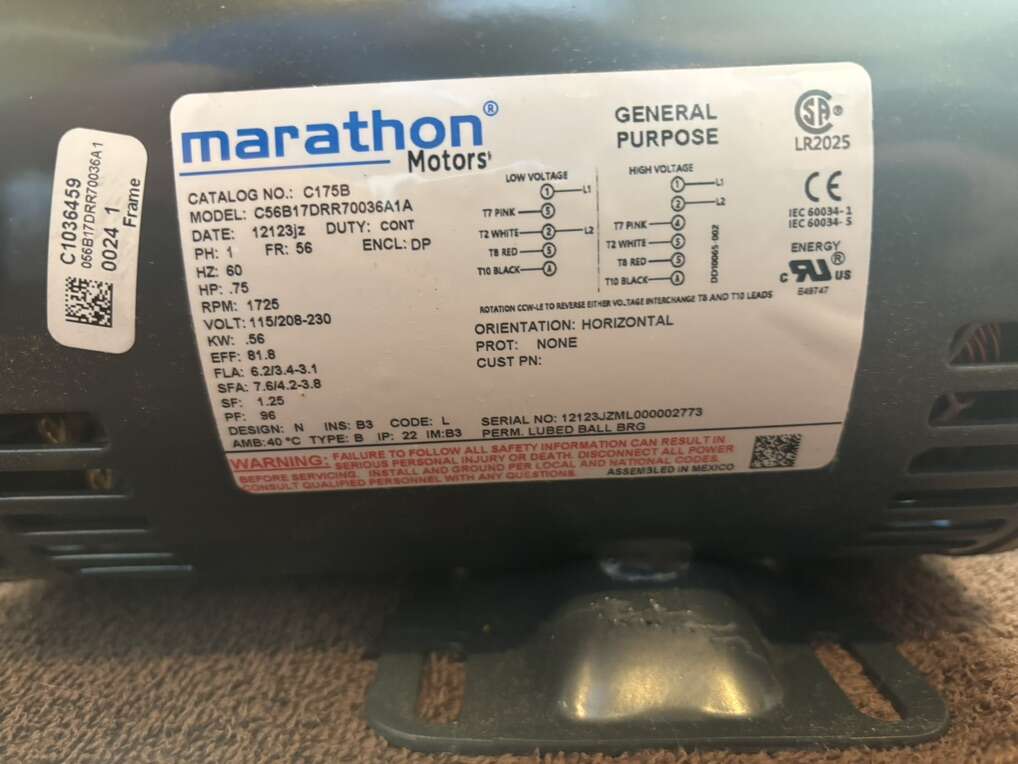 C1036459
056B17DRR70036A1
0024 1
Frame
marathon®
Motors
CATALOG NO.: C175B
MODEL: C56B17DRR70036A1A
DATE: 12123jz DUTY: CONT
PH: 1 FR: 56 ENCL: DP
HZ: 60
HP: .75
RPM: 1725
VOLT: 115/208-230
KW: .56
EFF: 81.8
FLA: 6.2/3.4-3.1
SFA: 7.6/4.2-3.8
SF: 1.25
PF: 96
DESIGN: N INS: B3 CODE: L
AMB: 40 °C TYPE: B IP: 22 IM: B3
GENERAL
PURPOSE
LOW VOLTAGE
1 L1
T7 PINK
T2 WHITE 2 L2
T8 RED
T10 BLACK
HIGH VOLTAGE
1 L1
2 L2
T7 PINK
T2 WHITE
T8 RED
T10 BLACK
DD10065-002
ROTATION CCW-LE TO REVERSE EITHER VOLTAGE INTERCHANGE T8 AND T10 LEADS
ORIENTATION: HORIZONTAL
PROT: NONE
CUST PN:
SERIAL NO: 12123JZML000002773
PERM. LUBED BALL BRG
SA®
LR2025
CE
IEC 60034-1
IEC 60034-5
ENERGY
c RU® US
E49747
WARNING: FAILURE TO FOLLOW ALL SAFETY INFORMATION CAN RESULT IN
SERIOUS PERSONAL INJURY OR DEATH. DISCONNECT ALL POWER
BEFORE SERVICING. INSTALL AND GROUND PER LOCAL AND NATIONAL CODES.
CONSULT QUALIFIED PERSONNEL WITH ANY QUESTIONS.
ASSEMBLED IN MEXICO